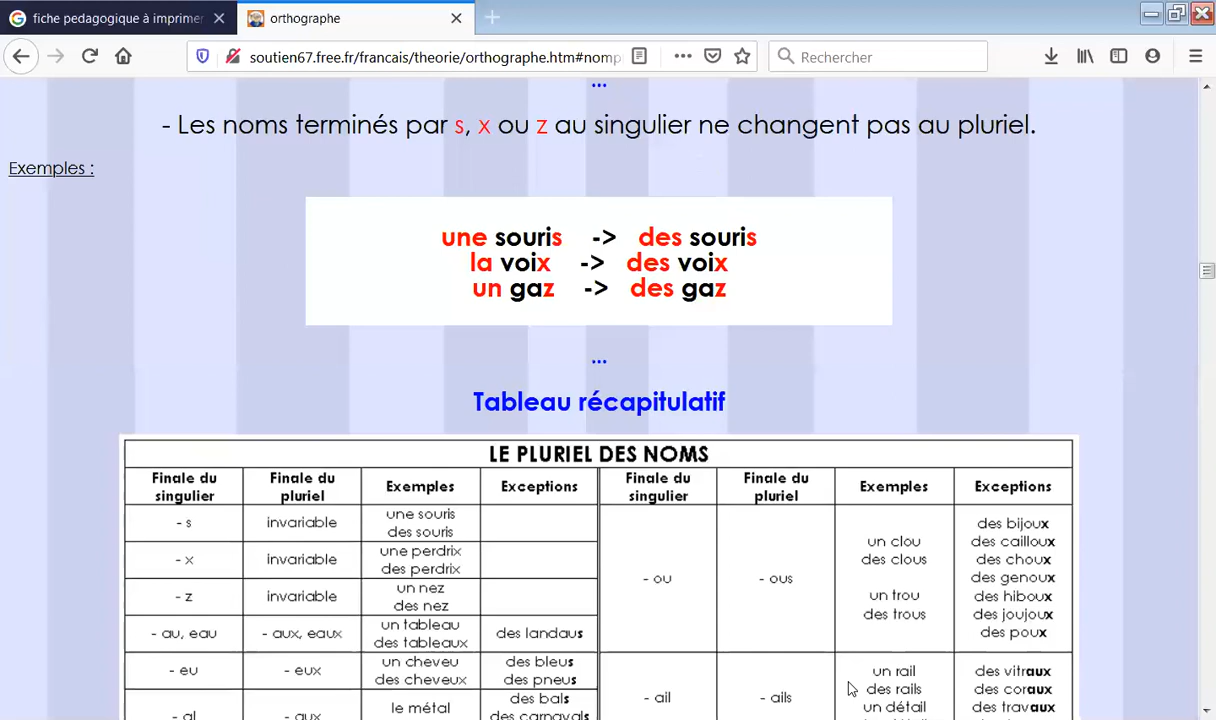 fiche pedagogique à imprimer
orthographe
soutien67.free.fr/francais/theorie/orthographe.htm#nomp
Rechercher
...
- Les noms terminés par s, x ou z au singulier ne changent pas au pluriel.
Exemples :
une souris -> des souris
la voix -> des voix
un gaz -> des gaz
...
Tableau récapitulatif
LE PLURIEL DES NOMS
Finale du singulier Finale du pluriel Exemples Exceptions Finale du singulier Finale du pluriel Exemples Exceptions
- s invariable une souris
des souris
- x invariable une perdrix
des perdrix
- z invariable un nez
des nez
- au, eau - aux, eaux un tableau des landaus
des tableaux
- eu - eux un cheveu des bleus
des cheveux des pneus
- al - aux le métal des bals
des carnavals
- ou - ous un clou
des clous
un trou
des trous
des bijoux
des cailloux
des choux
des genoux
des hiboux
des joujoux
des poux
- ail - ails un rail des vitraux
des rails des coraux
un détail des travaux